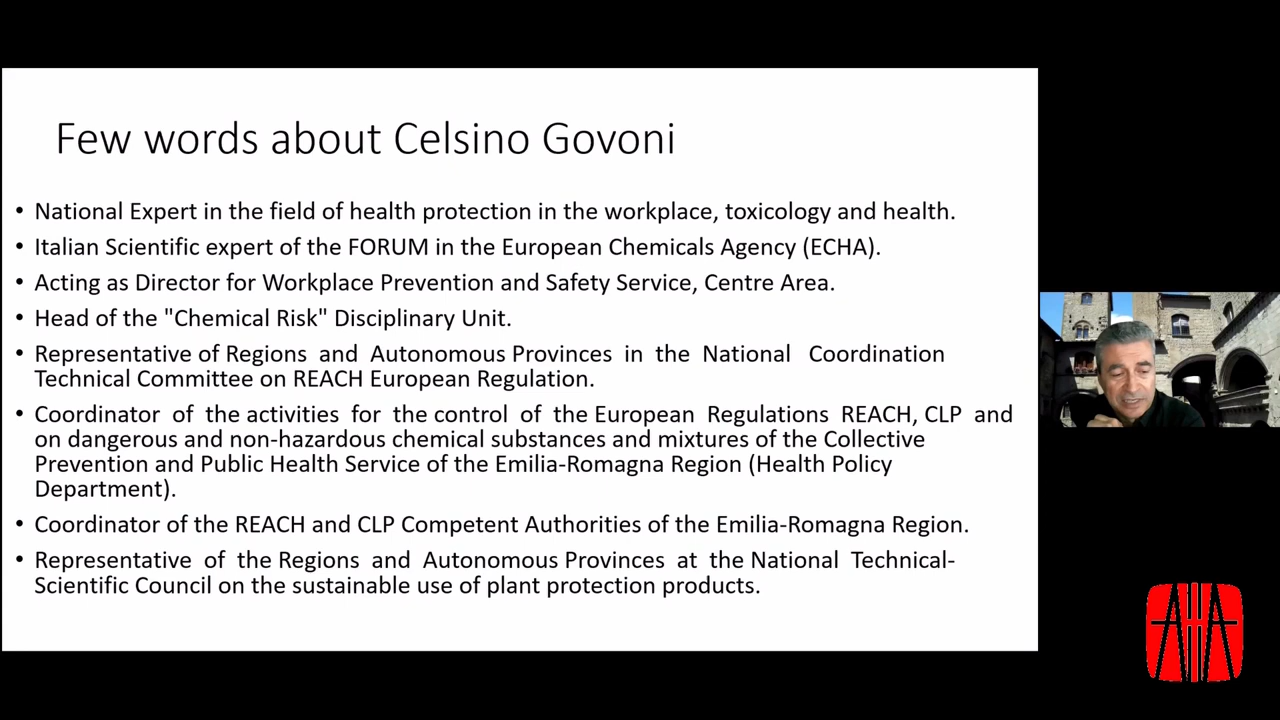 Few words about Celsino Govoni
• National Expert in the field of health protection in the workplace, toxicology and health.
• Italian Scientific expert of the FORUM in the European Chemicals Agency (ECHA).
• Acting as Director for Workplace Prevention and Safety Service, Centre Area.
• Head of the "Chemical Risk" Disciplinary Unit.
• Representative of Regions and Autonomous Provinces in the National Coordination
Technical Committee on REACH European Regulation.
• Coordinator of the activities for the control of the European Regulations REACH, CLP and
on dangerous and non-hazardous chemical substances and mixtures of the Collective
Prevention and Public Health Service of the Emilia-Romagna Region (Health Policy
Department).
• Coordinator of the REACH and CLP Competent Authorities of the Emilia-Romagna Region.
• Representative of the Regions and Autonomous Provinces at the National Technical-
Scientific Council on the sustainable use of plant protection products.
AIIA